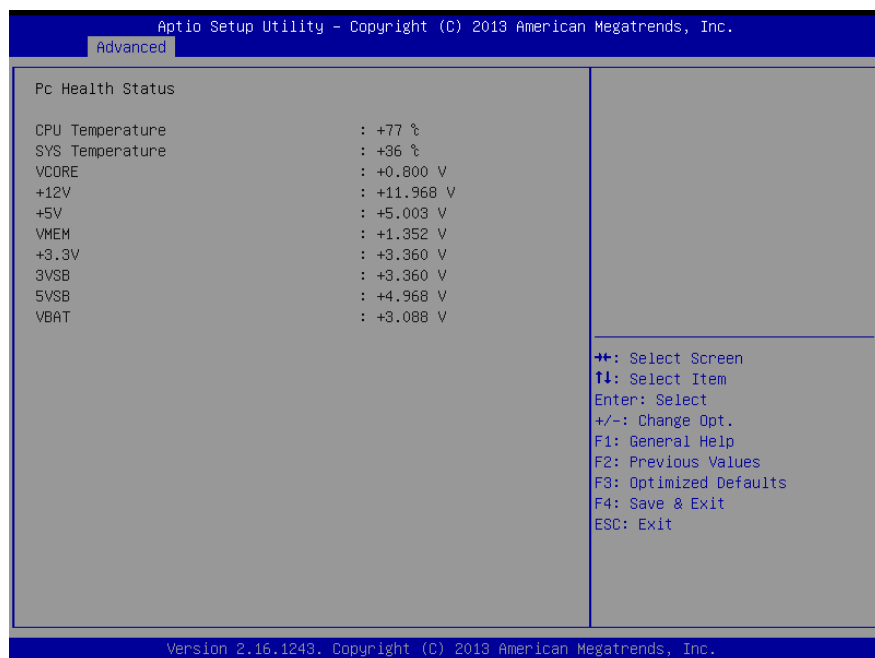 Aptio Setup Utility – Copyright (C) 2013 American Megatrends, Inc.
Advanced
Pc Health Status
CPU Temperature : +77 ℃
SYS Temperature : +36 ℃
VCORE : +0.800 V
+12V : +11.968 V
+5V : +5.003 V
VMEM : +1.352 V
+3.3V : +3.360 V
3VSB : +3.360 V
5VSB : +4.968 V
VBAT : +3.088 V
→←: Select Screen
↑↓: Select Item
Enter: Select
+/-: Change Opt.
F1: General Help
F2: Previous Values
F3: Optimized Defaults
F4: Save & Exit
ESC: Exit
Version 2.16.1243. Copyright (C) 2013 American Megatrends, Inc.